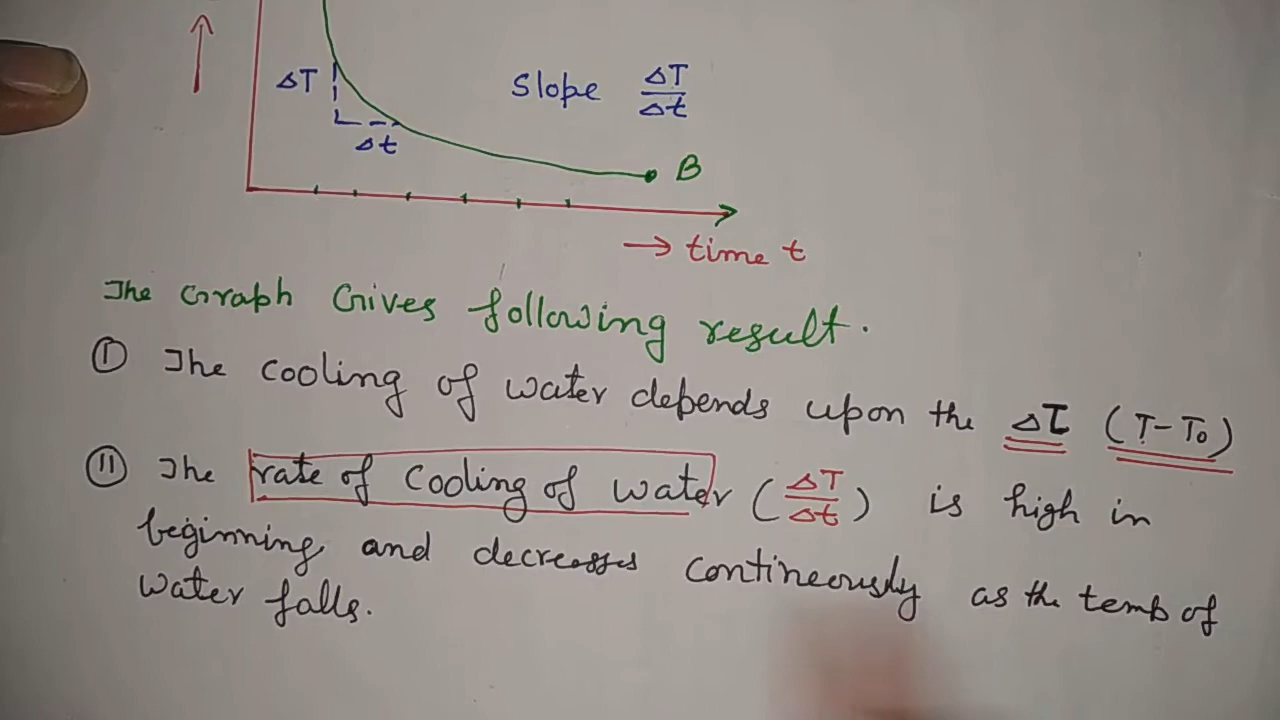 ΔT
Δt
Slope ΔT/Δt
B
→ time t
The Graph Gives following result.
(I) The cooling of water depends upon the ΔT (T-T₀)
(II) The rate of cooling of water (ΔT/Δt) is high in
beginning and decreases contineously as the temp of
water falls.